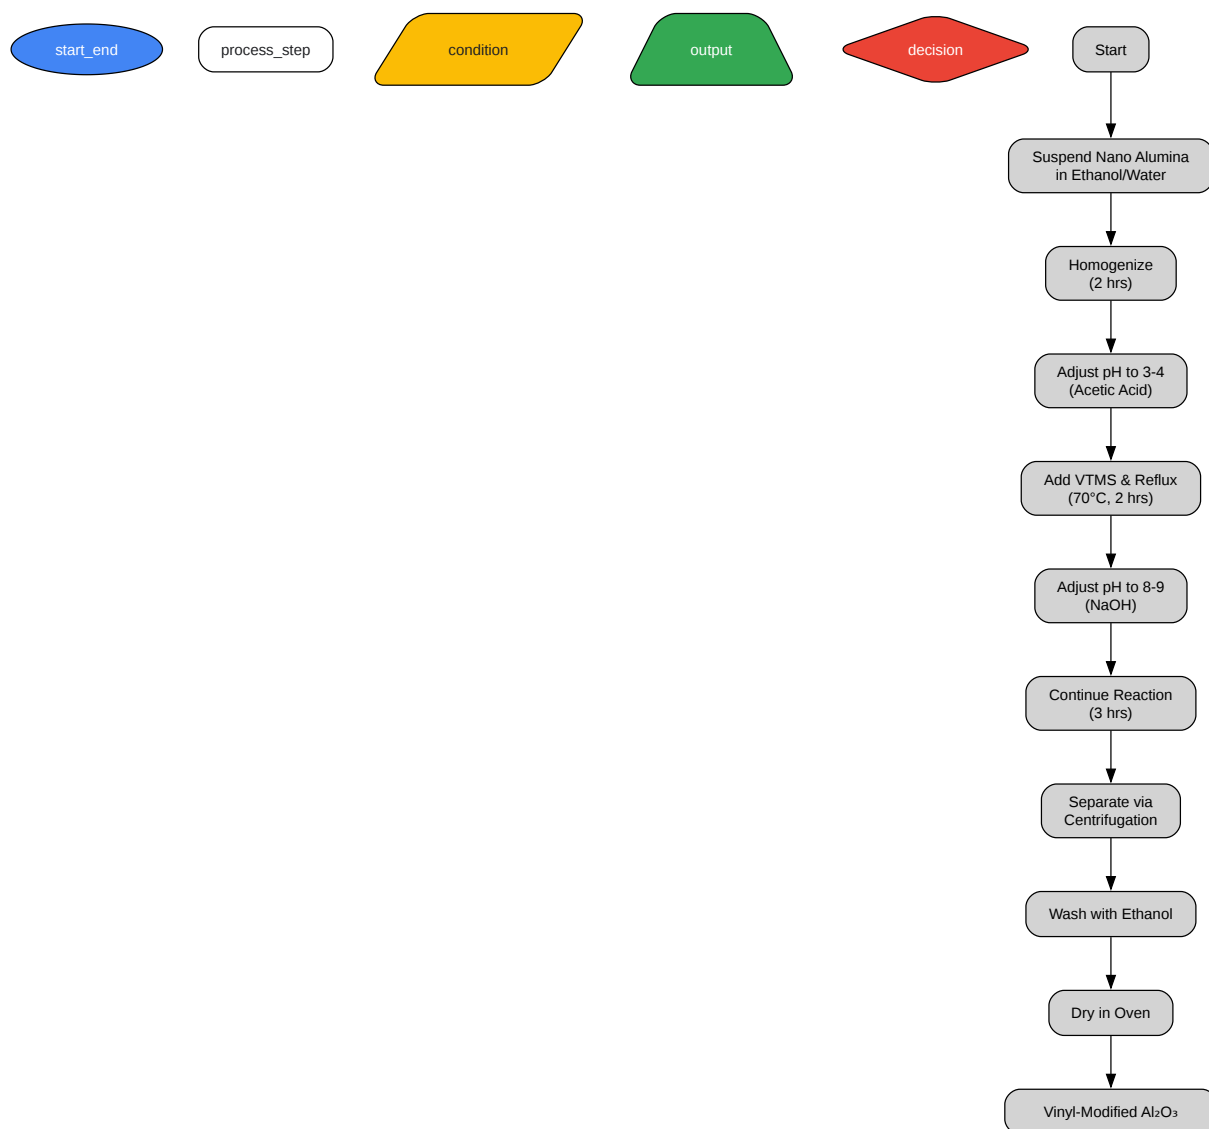 start_end
process_step
condition
output
decision
Start
Suspend Nano Alumina
in Ethanol/Water
Homogenize
(2 hrs)
Adjust pH to 3-4
(Acetic Acid)
Add VTMS & Reflux
(70°C, 2 hrs)
Adjust pH to 8-9
(NaOH)
Continue Reaction
(3 hrs)
Separate via
Centrifugation
Wash with Ethanol
Dry in Oven
Vinyl-Modified Al₂O₃